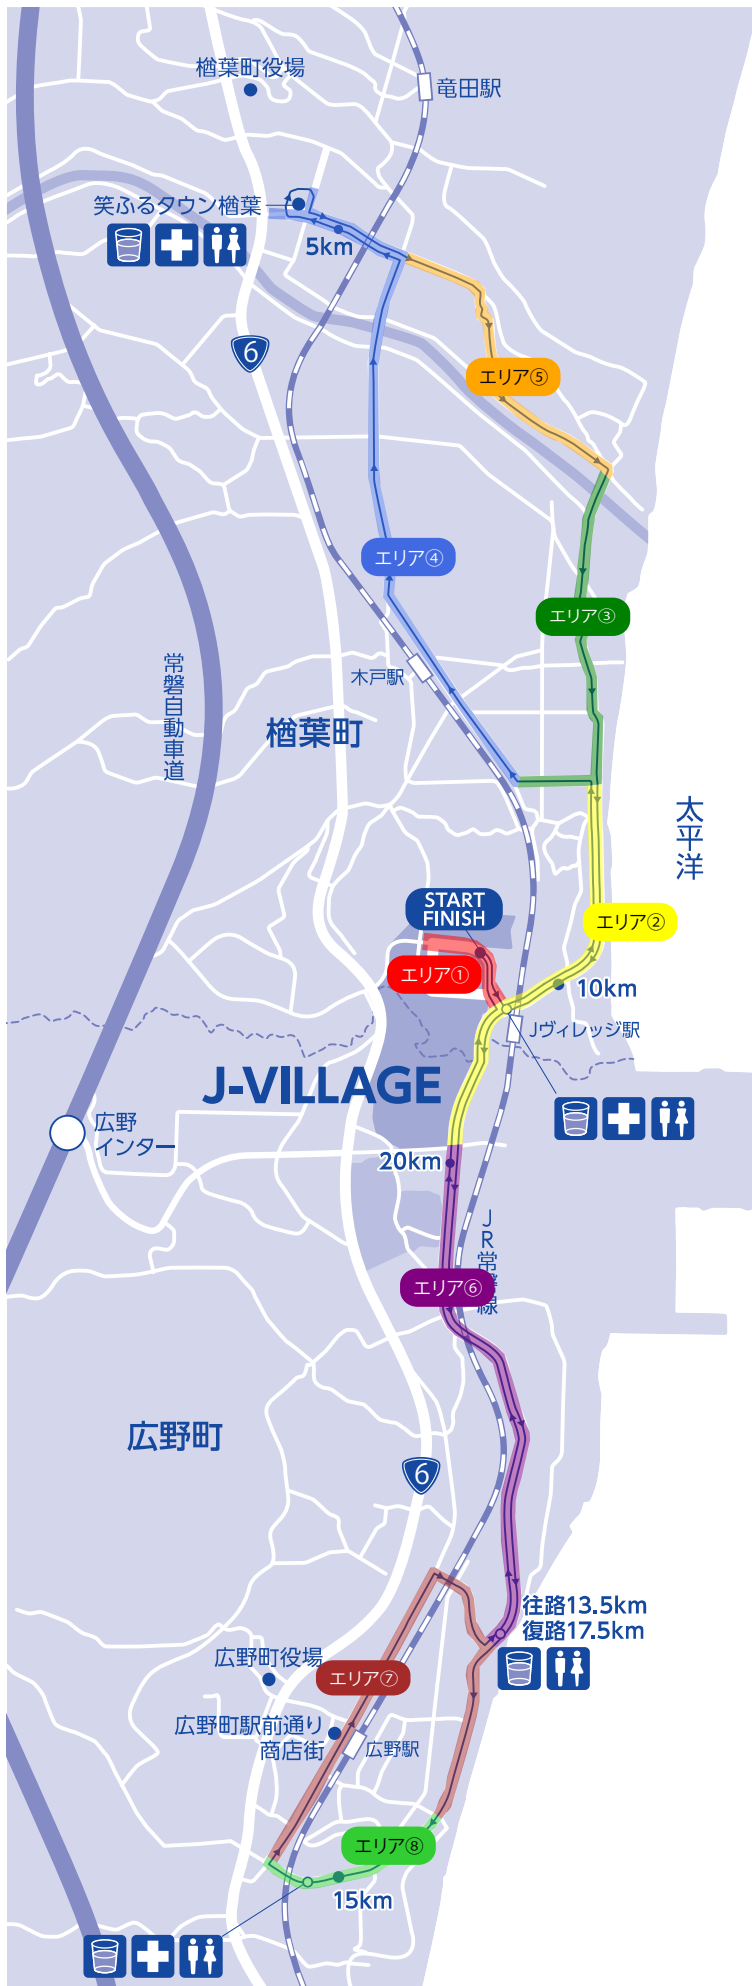 楢葉町役場
竜田駅
笑ふるタウン楢葉
5km
6
エリア⑤
エリア④
エリア③
木戸駅
常磐自動車道
楢葉町
太平洋
START
FINISH
エリア②
エリア①
10km
Jヴィレッジ駅
J-VILLAGE
広野
インター
20km
JR常磐線
エリア⑥
広野町
6
往路13.5km
復路17.5km
広野町役場
エリア⑦
広野町駅前通り
商店街
広野駅
エリア⑧
15km